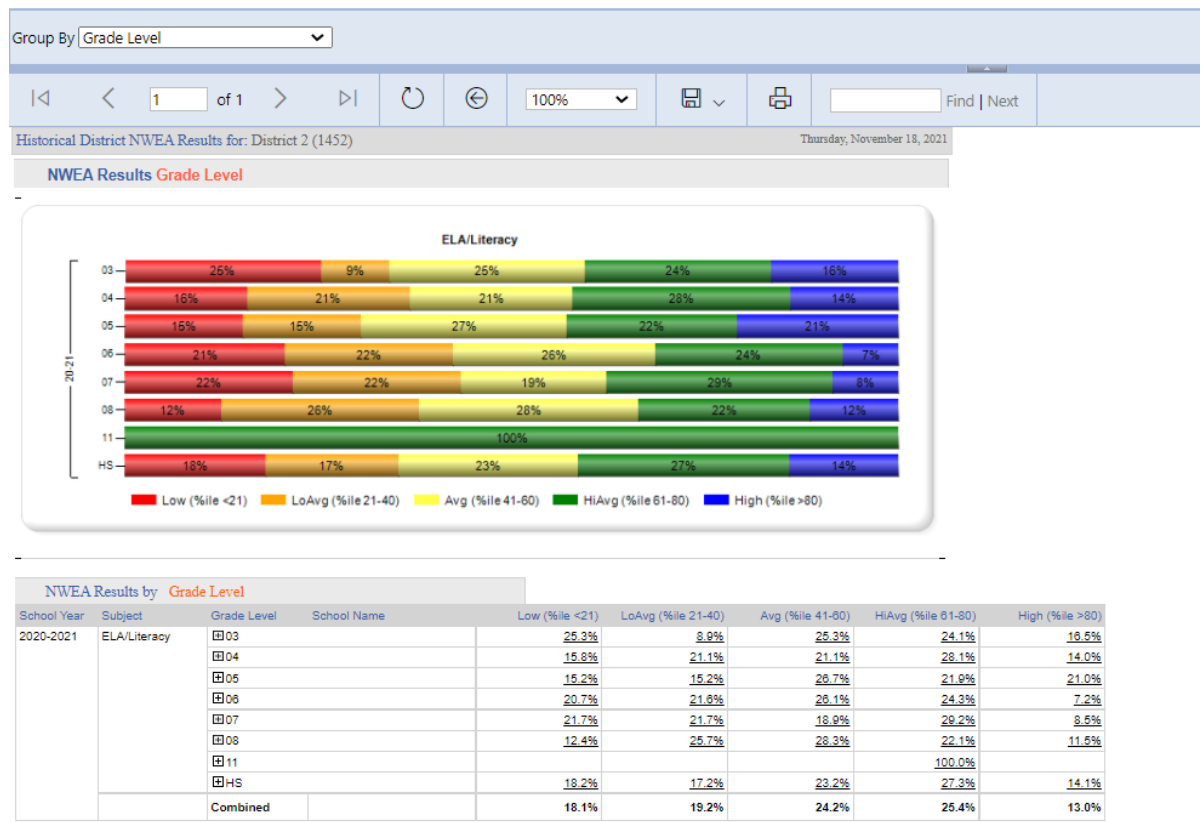 Group By Grade Level
1 of 1 100% Find | Next
Historical District NWEA Results for: District 2 (1452) Thursday, November 18, 2021
NWEA Results Grade Level
ELA/Literacy
20-21
03 25% 9% 25% 24% 16%
04 16% 21% 21% 28% 14%
05 15% 15% 27% 22% 21%
06 21% 22% 26% 24% 7%
07 22% 22% 19% 29% 8%
08 12% 26% 28% 22% 12%
11 100%
HS 18% 17% 23% 27% 14%
Low (%ile <21) LoAvg (%ile 21-40) Avg (%ile 41-60) HiAvg (%ile 61-80) High (%ile >80)
NWEA Results by Grade Level
School Year Subject Grade Level School Name Low (%ile <21) LoAvg (%ile 21-40) Avg (%ile 41-60) HiAvg (%ile 61-80) High (%ile >80)
2020-2021 ELA/Literacy 03 25.3% 8.9% 25.3% 24.1% 16.5%
04 15.8% 21.1% 21.1% 28.1% 14.0%
05 15.2% 15.2% 26.7% 21.9% 21.0%
06 20.7% 21.6% 26.1% 24.3% 7.2%
07 21.7% 21.7% 18.9% 29.2% 8.5%
08 12.4% 25.7% 28.3% 22.1% 11.5%
11 100.0%
HS 18.2% 17.2% 23.2% 27.3% 14.1%
Combined 18.1% 19.2% 24.2% 25.4% 13.0%